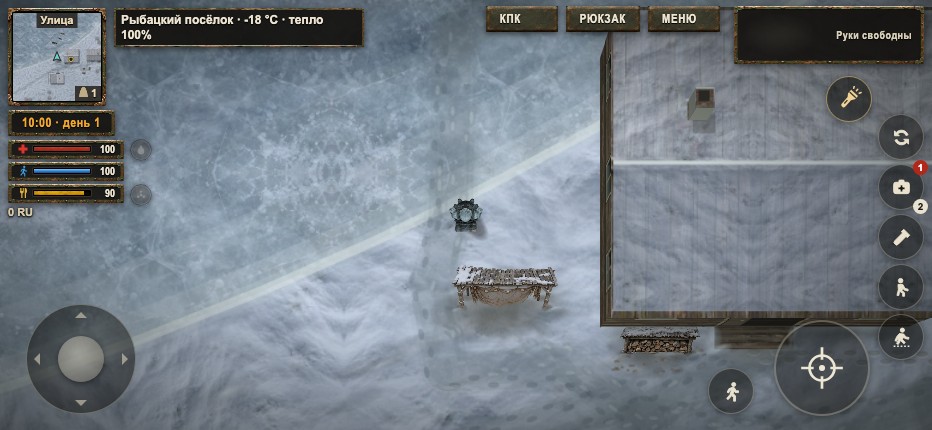 Улица
1
Рыбацкий посёлок · -18 °C · тепло
100%
КПК
РЮКЗАК
МЕНЮ
Руки свободны
10:00 · день 1
100
100
90
0 RU
1
2